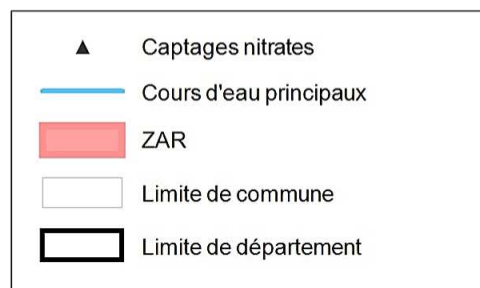 Captages nitrates
Cours d'eau principaux
ZAR
Limite de commune
Limite de département